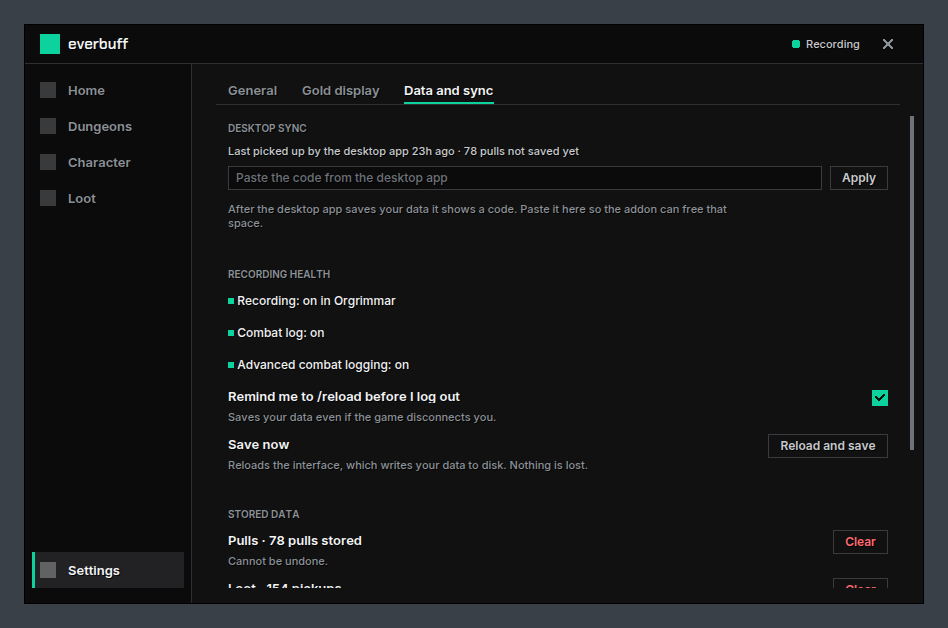 everbuff
Recording
Home
Dungeons
Character
Loot
Settings
General
Gold display
Data and sync
DESKTOP SYNC
Last picked up by the desktop app 23h ago · 78 pulls not saved yet
Paste the code from the desktop app
Apply
After the desktop app saves your data it shows a code. Paste it here so the addon can free that
space.
RECORDING HEALTH
Recording: on in Orgrimmar
Combat log: on
Advanced combat logging: on
Remind me to /reload before I log out
Saves your data even if the game disconnects you.
Save now
Reload and save
Reloads the interface, which writes your data to disk. Nothing is lost.
STORED DATA
Pulls · 78 pulls stored
Clear
Cannot be undone.
Loot · 154 pickups
Clear